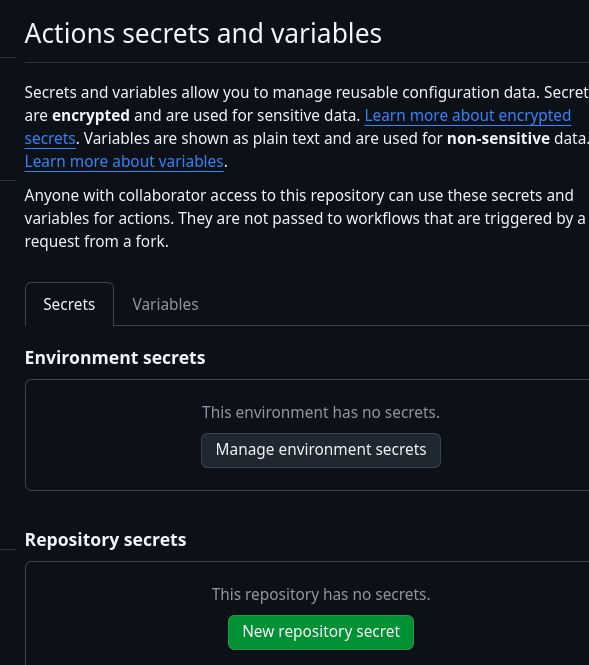 Actions secrets and variables
Secrets and variables allow you to manage reusable configuration data. Secret
are encrypted and are used for sensitive data. Learn more about encrypted
secrets. Variables are shown as plain text and are used for non-sensitive data.
Learn more about variables.
Anyone with collaborator access to this repository can use these secrets and
variables for actions. They are not passed to workflows that are triggered by a
request from a fork.
Secrets
Variables
Environment secrets
This environment has no secrets.
Manage environment secrets
Repository secrets
This repository has no secrets.
New repository secret